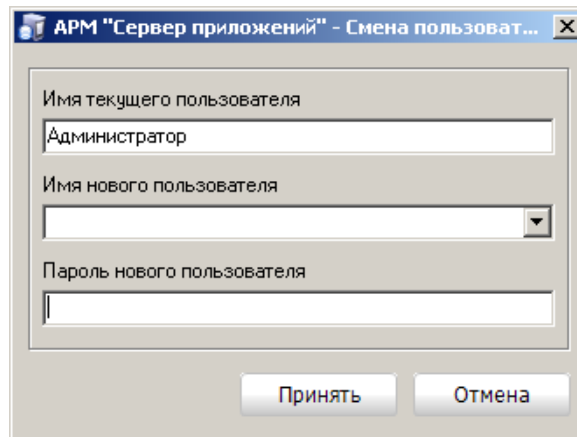 АРМ "Сервер приложений" - Смена пользоват...
Имя текущего пользователя
Администратор
Имя нового пользователя
Пароль нового пользователя
Принять Отмена